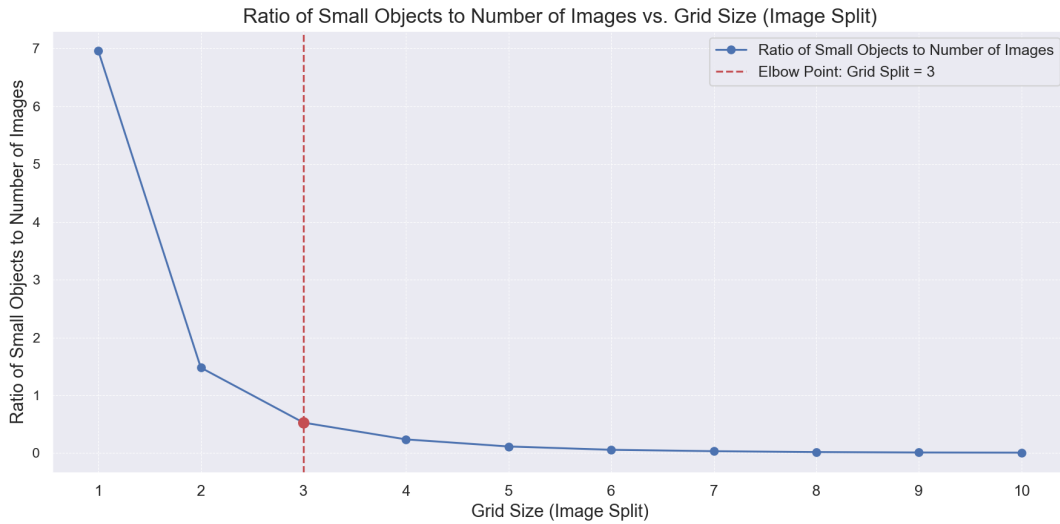 Ratio of Small Objects to Number of Images vs. Grid Size (Image Split)
Ratio of Small Objects to Number of Images
Elbow Point: Grid Split = 3
Ratio of Small Objects to Number of Images
7
6
5
4
3
2
1
0
1 2 3 4 5 6 7 8 9 10
Grid Size (Image Split)